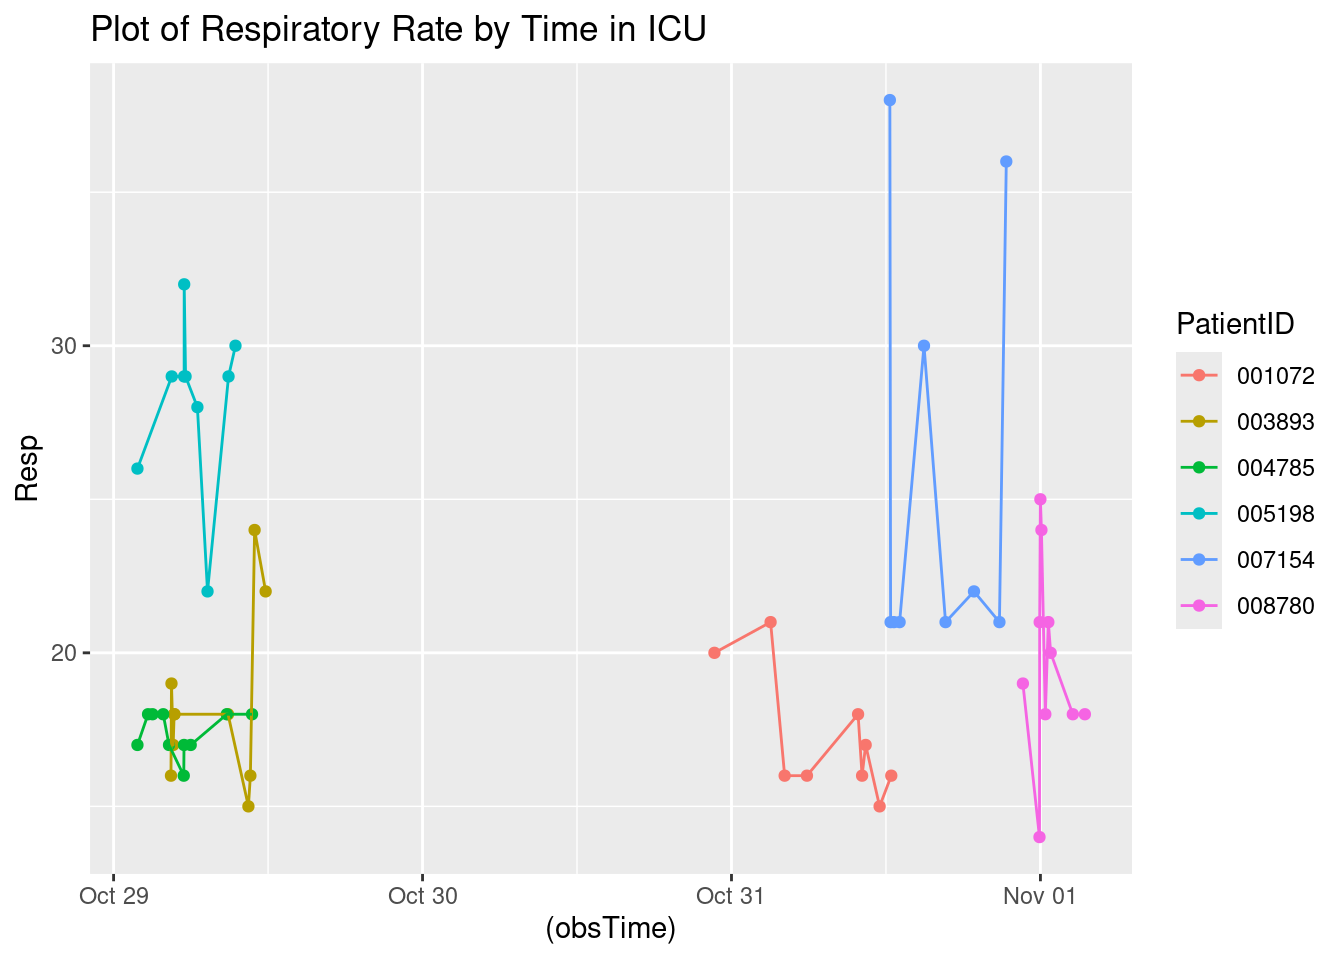 Plot of Respiratory Rate by Time in ICU
Resp
30
20
Oct 29
Oct 30
Oct 31
Nov 01
(obsTime)
PatientID
001072
003893
004785
005198
007154
008780